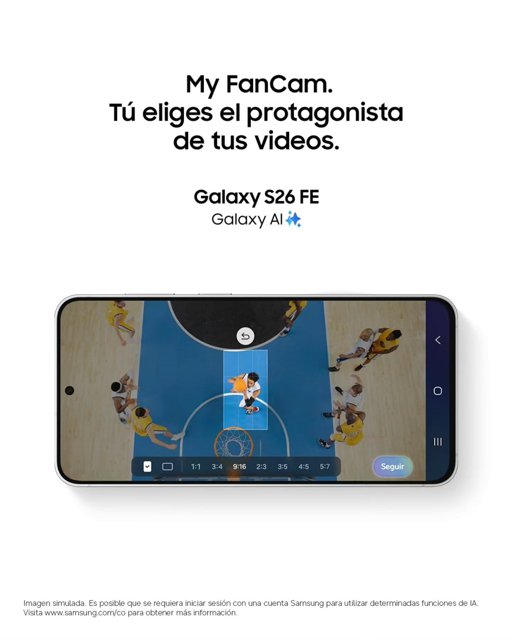 My FanCam.
Tú eliges el protagonista
de tus videos.
Galaxy S26 FE
Galaxy AI
1:1 3:4 9:16 2:3 3:5 4:5 5:7
Seguir
Imagen simulada. Es posible que se requiera iniciar sesión con una cuenta Samsung para utilizar determinadas funciones de IA.
Visita www.samsung.com/co para obtener más información.